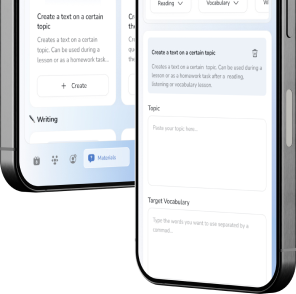 Create a text on a certain
topic
Creates a text on a certain
topic. Can be used during a
lesson or as a homework task..
+ Create
Writing
Materials
Reading
Vocabulary
Create a text on a certain topic
Creates a text on a certain topic. Can be used during a
lesson or as a homework task after a reading,
listening or vocabulary lesson.
Topic
Paste your topic, here...
Target Vocabulary
Type the words you want to one separated by a
commad...